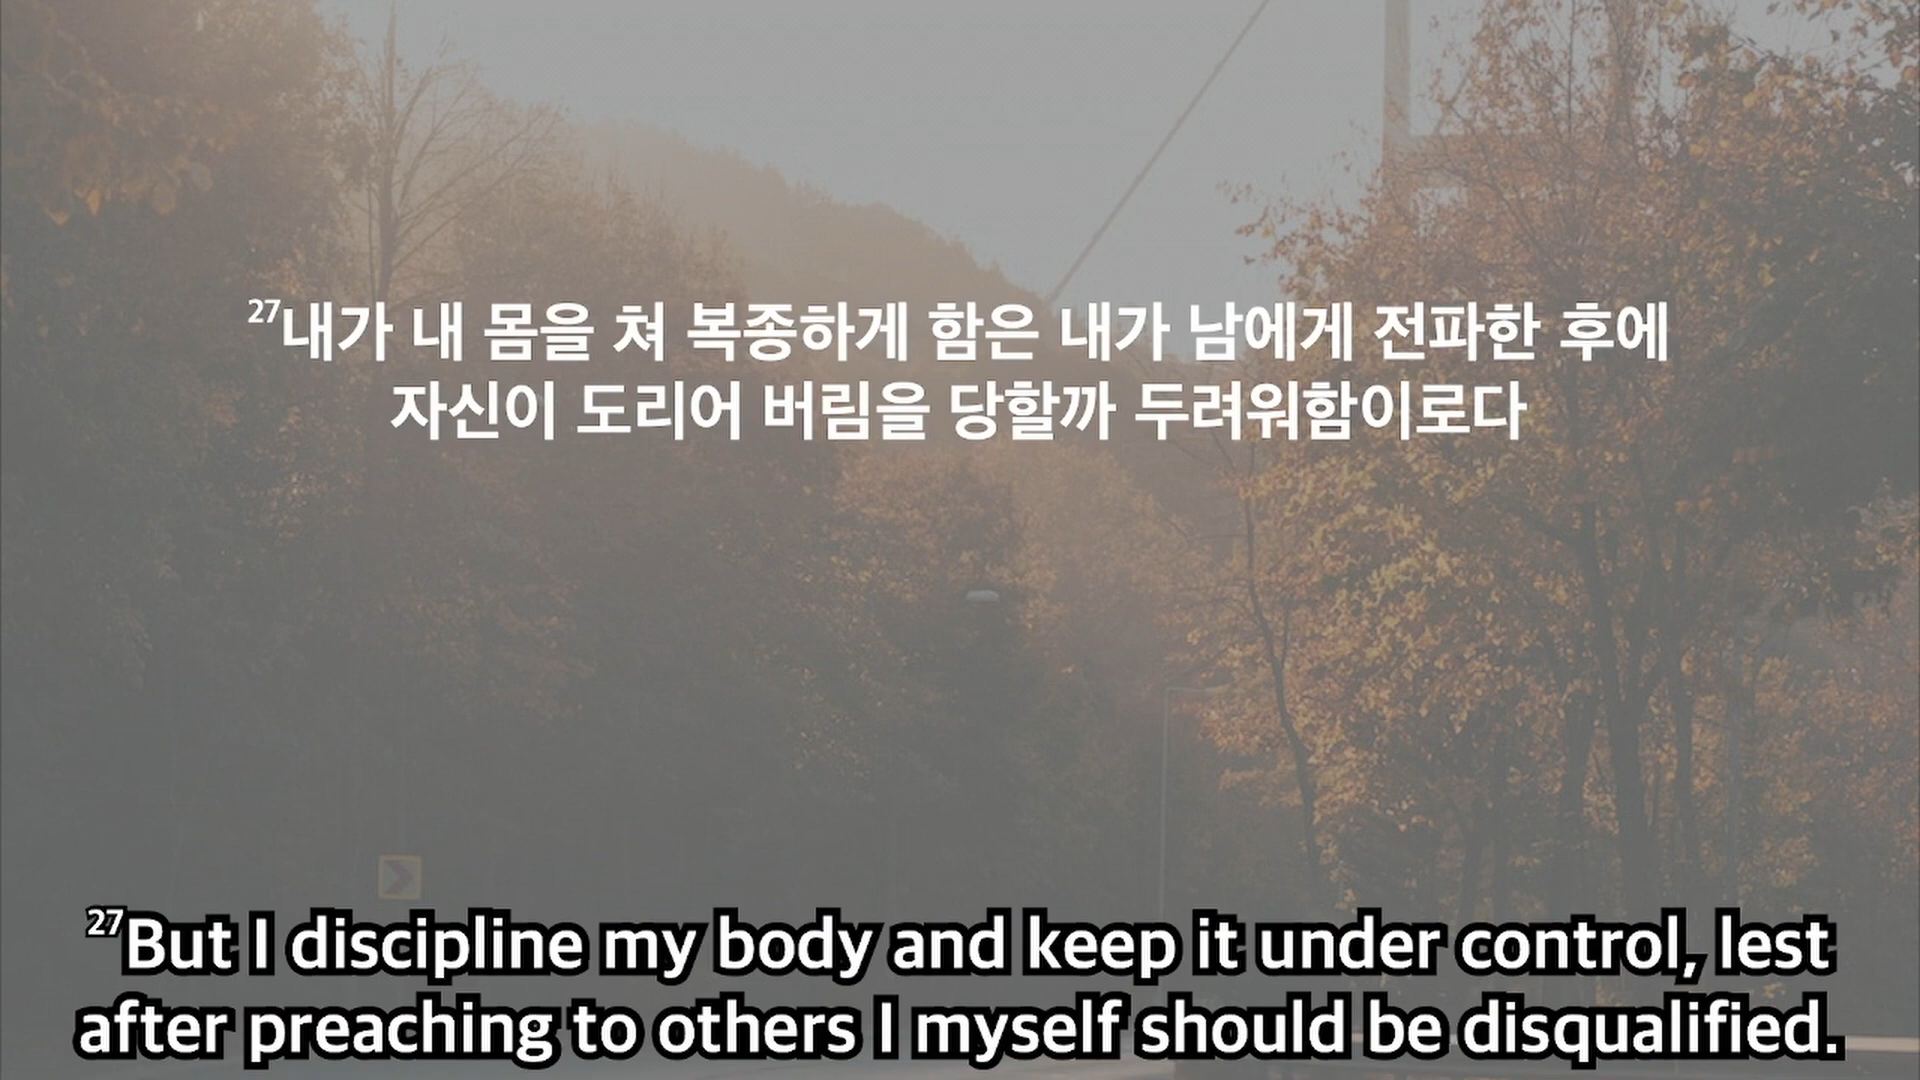 27내가 내 몸을 쳐 복종하게 함은 내가 남에게 전파한 후에
자신이 도리어 버림을 당할까 두려워함이로다
27But I discipline my body and keep it under control, lest
after preaching to others I myself should be disqualified.